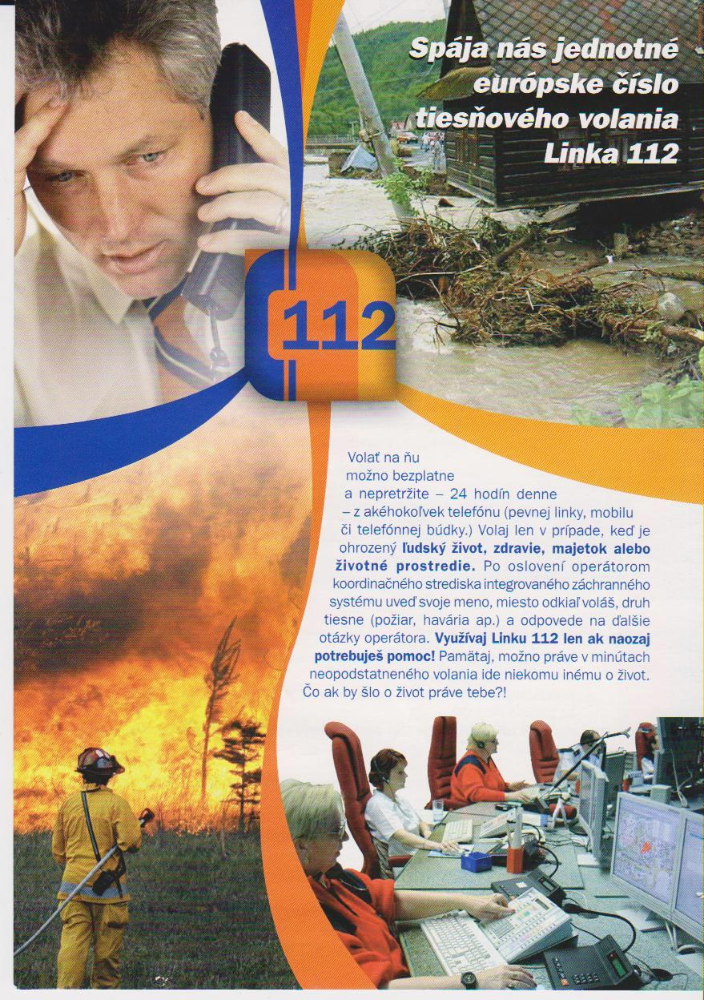 Spája nás jednotné
európske číslo
tiesňového volania
Linka 112
112
Volať na ňu
možno bezplatne
a nepretržite – 24 hodín denne
– z akéhokoľvek telefónu (pevnej linky, mobilu
či telefónnej búdky.) Volaj len v prípade, keď je
ohrozený ľudský život, zdravie, majetok alebo
životné prostredie. Po oslovení operátorom
koordinačného strediska integrovaného záchranného
systému uveď svoje meno, miesto odkiaľ voláš, druh
tiesne (požiar, havária ap.) a odpovede na ďalšie
otázky operátora. Využívaj Linku 112 len ak naozaj
potrebuješ pomoc! Pamätaj, možno práve v minútach
neopodstatneného volania ide niekomu inému o život.
Čo ak by šlo o život práve tebe?!